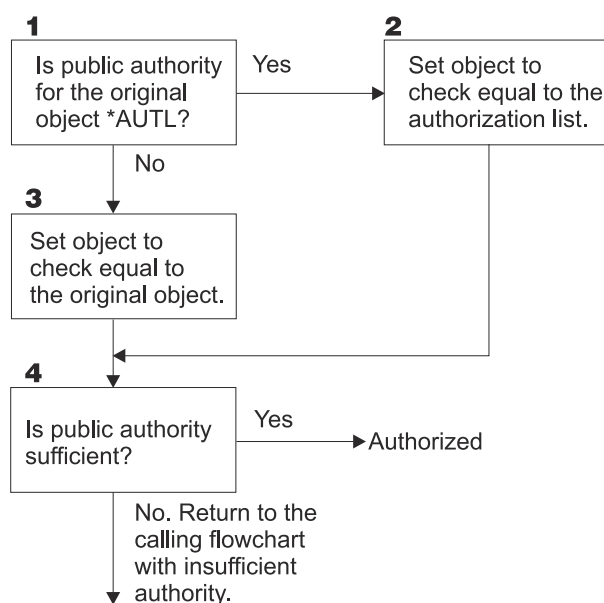 1
Is public authority
for the original
object *AUTL?
Yes
2
Set object to
check equal to the
authorization list.
No
3
Set object to
check equal to
the original object.
4
Is public authority
sufficient?
Yes
Authorized
No. Return to the
calling flowchart
with insufficient
authority.